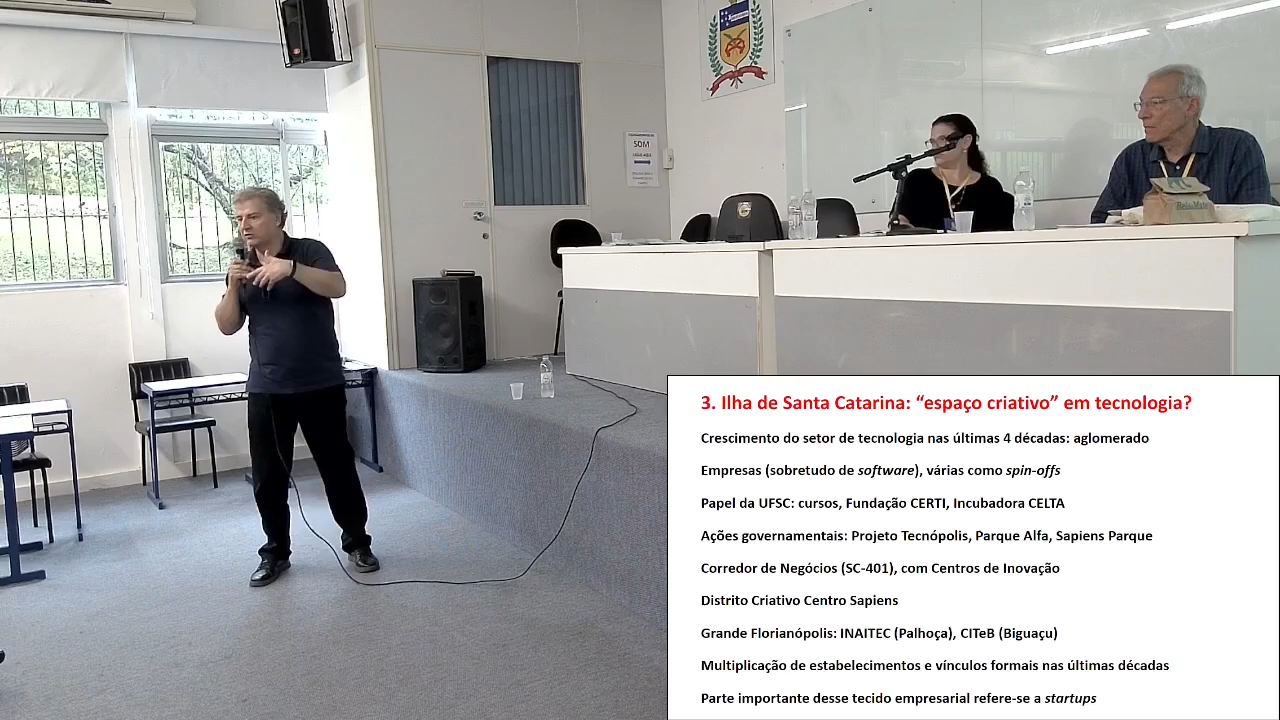 SOM
3. Ilha de Santa Catarina: “espaço criativo” em tecnologia?
Crescimento do setor de tecnologia nas últimas 4 décadas: aglomerado
Empresas (sobretudo de software), várias como spin-offs
Papel da UFSC: cursos, Fundação CERTI, Incubadora CELTA
Ações governamentais: Projeto Tecnópolis, Parque Alfa, Sapiens Parque
Corredor de Negócios (SC-401), com Centros de Inovação
Distrito Criativo Centro Sapiens
Grande Florianópolis: INAITEC (Palhoça), CITeB (Biguaçu)
Multiplicação de estabelecimentos e vínculos formais nas últimas décadas
Parte importante desse tecido empresarial refere-se a startups